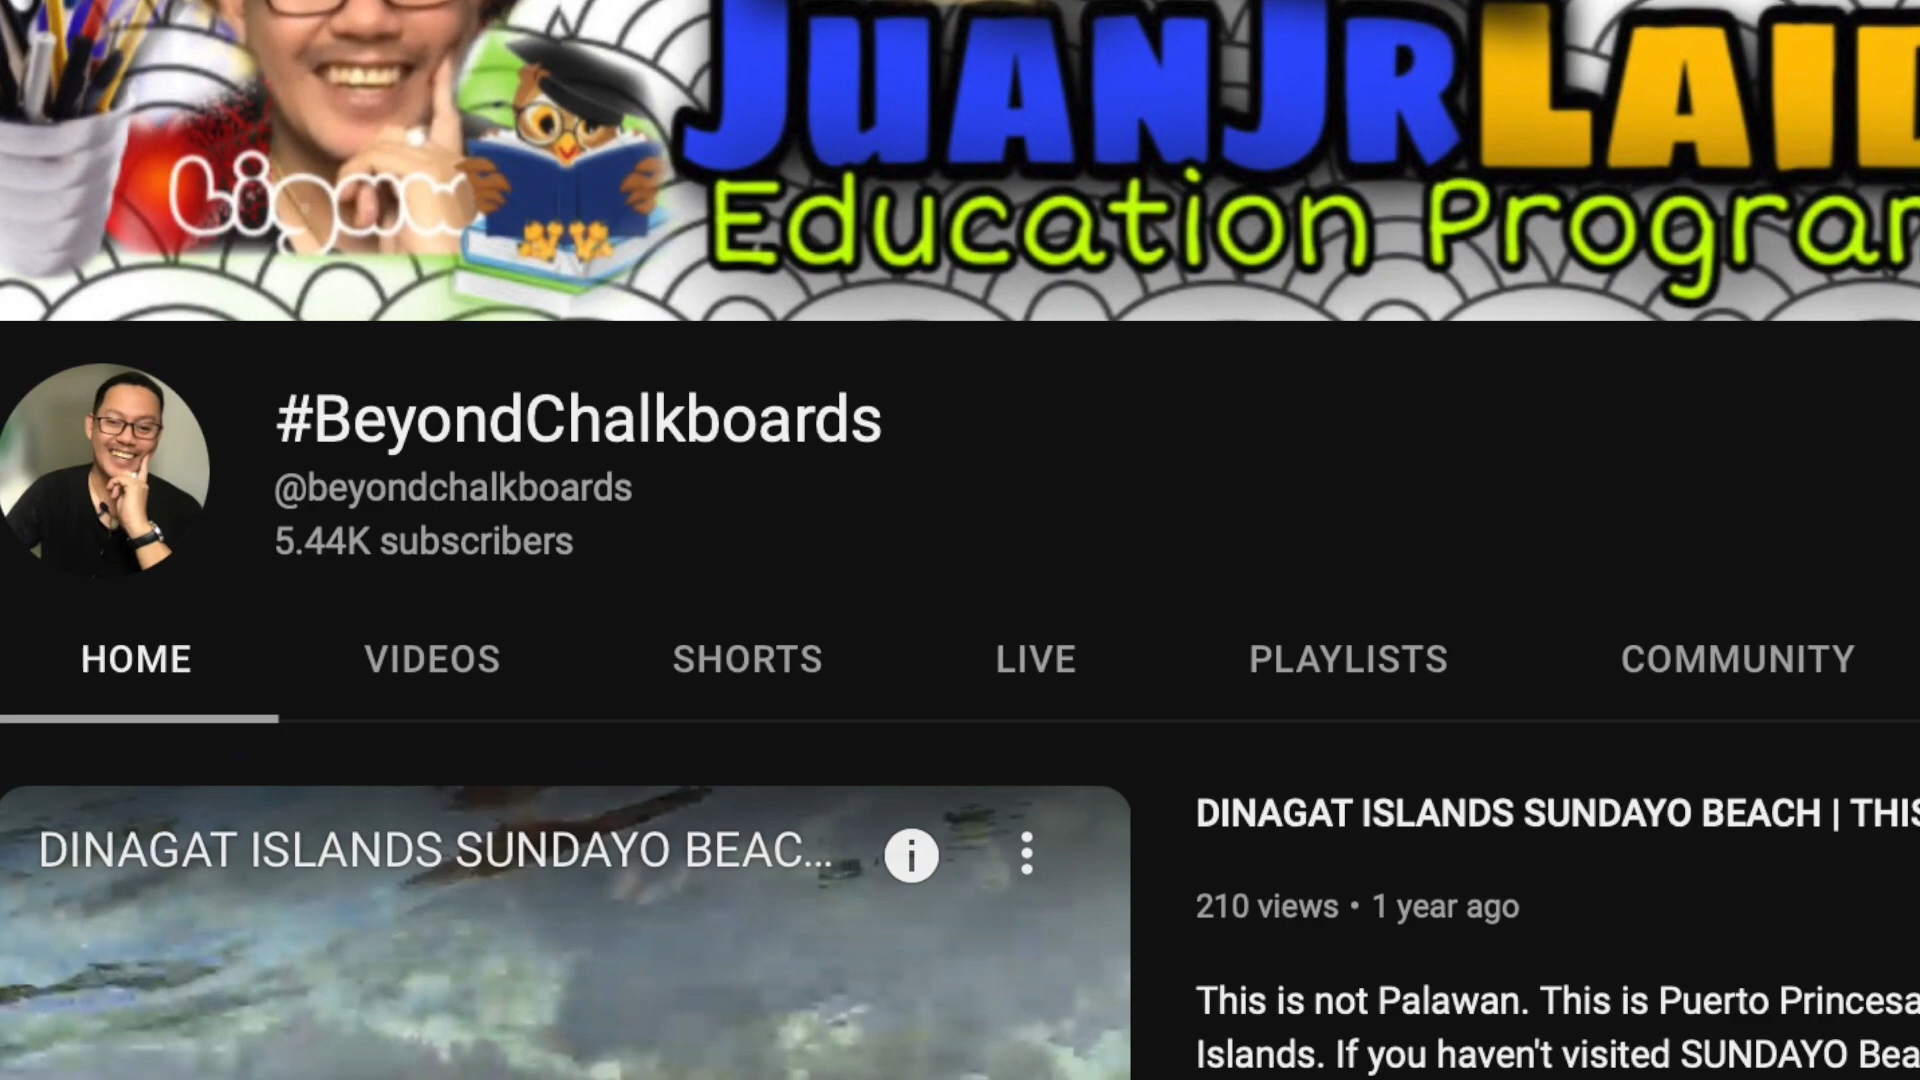 JUANJRLAID
Education Program
Ligaw
#BeyondChalkboards
@beyondchalkboards
5.44K subscribers
HOME VIDEOS SHORTS LIVE PLAYLISTS COMMUNITY
DINAGAT ISLANDS SUNDAYO BEAC...
DINAGAT ISLANDS SUNDAYO BEACH | THIS
210 views • 1 year ago
This is not Palawan. This is Puerto Princesa
Islands. If you haven't visited SUNDAYO Bea